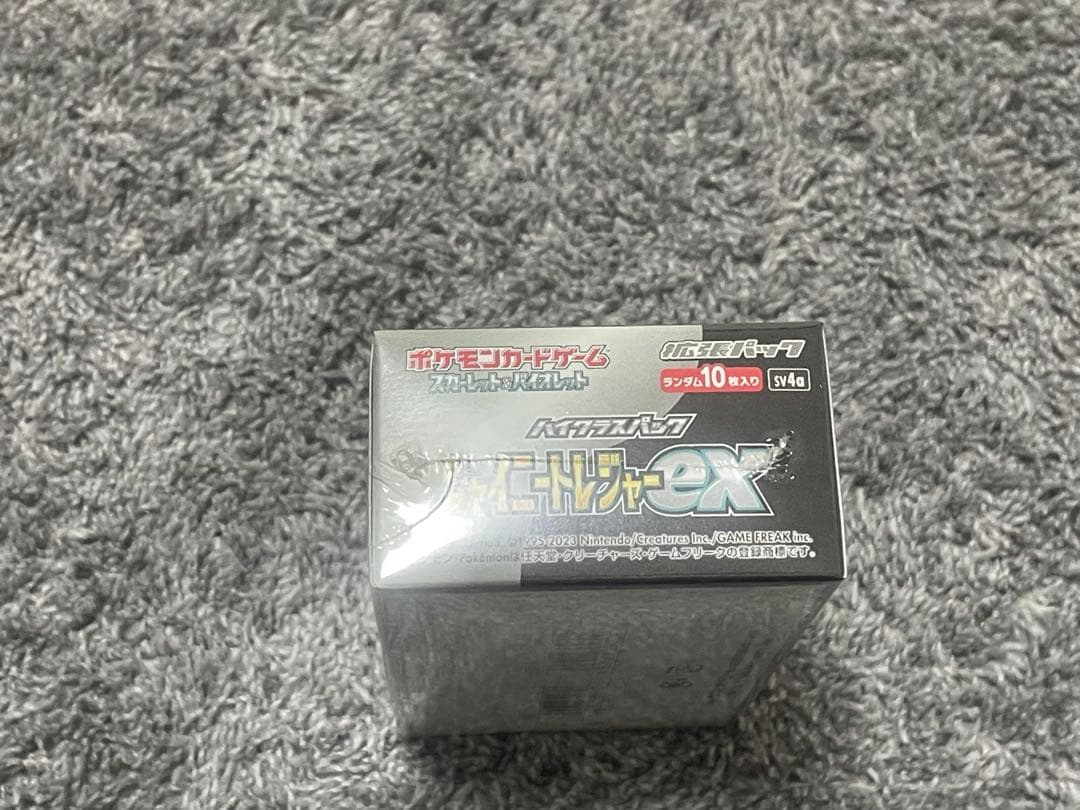 ポケモンカードゲーム
スカーレット&バイオレット
拡張パック
ランダム10枚入り SV4a
ハイクラスパック
シャイニートレジャーex
©1995-2023 Nintendo/Creatures Inc./GAME FREAK inc.
Pokémonは任天堂・クリーチャーズ・ゲームフリークの登録商標です。